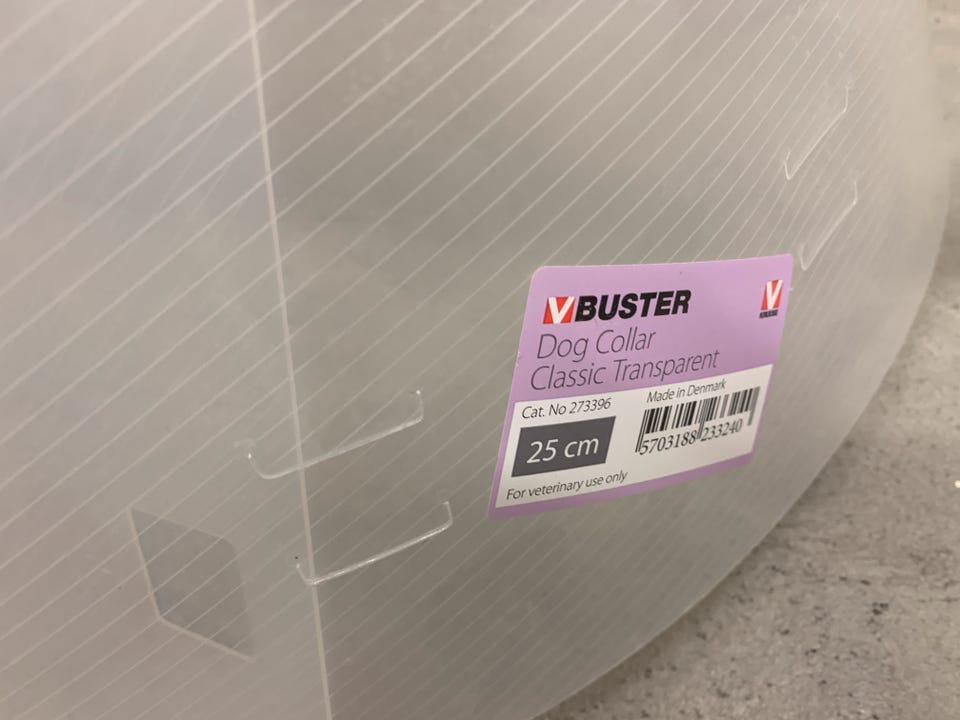 BUSTER
KRUUSE
Dog Collar
Classic Transparent
Cat. No 273396
Made in Denmark
25 cm
5703188 233240
For veterinary use only